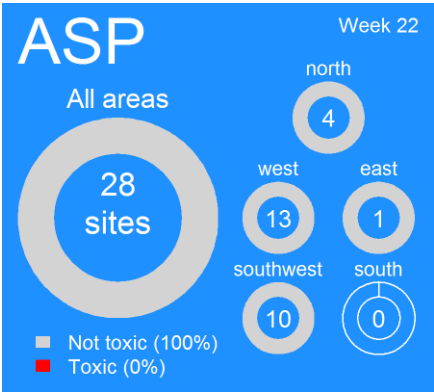 ASP
Week 22
All areas
28
sites
north
4
west
13
east
1
southwest
10
south
0
Not toxic (100%)
Toxic (0%)